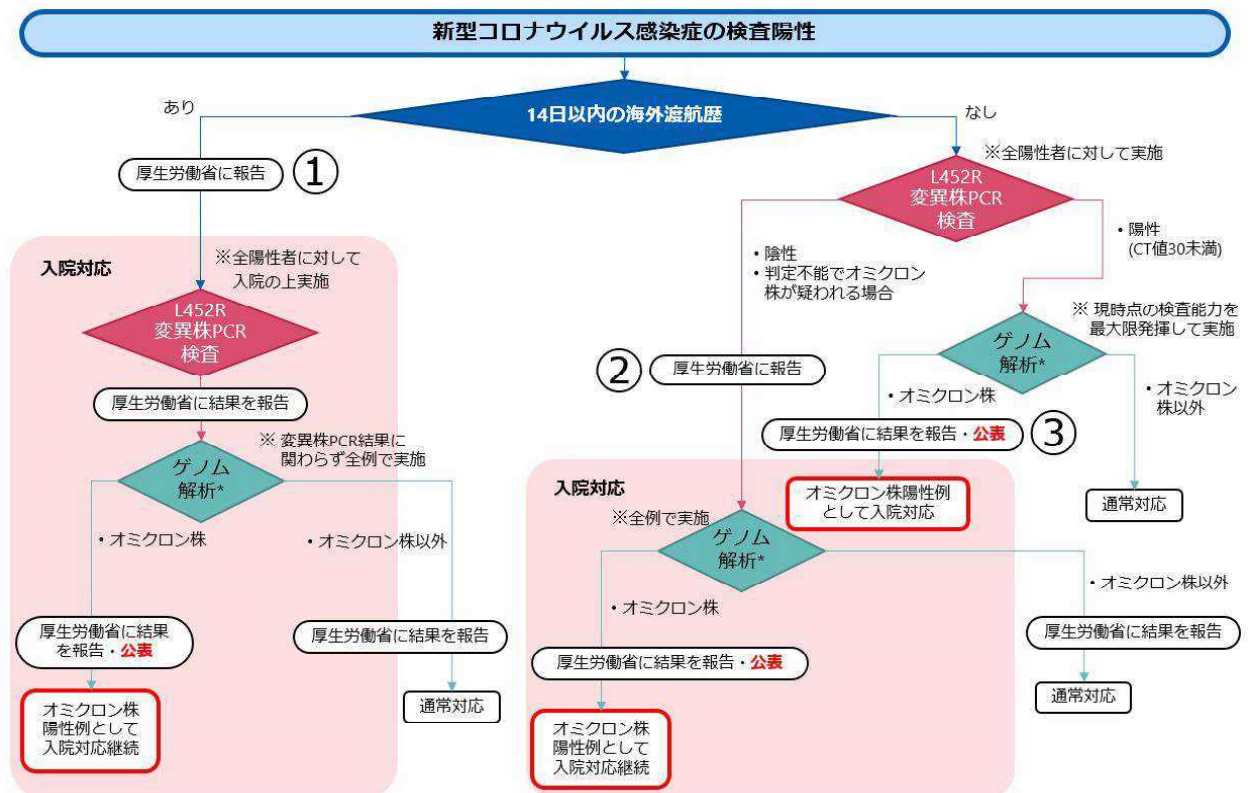 新型コロナウイルス感染症の検査陽性
14日以内の海外渡航歴
あり
なし
厚生労働省に報告
①
入院対応
※全陽性者に対して
入院の上実施
L452R
変異株PCR
検査
厚生労働省に結果を報告
※ 変異株PCR結果に
関わらず全例で実施
ゲノム
解析*
・オミクロン株
・オミクロン株以外
厚生労働省に結果
を報告・公表
厚生労働省に結果を報告
オミクロン株
陽性例として
入院対応継続
通常対応
※全陽性者に対して実施
L452R
変異株PCR
検査
・陰性
・判定不能でオミクロン
株が疑われる場合
・陽性
(CT値30未満)
②
厚生労働省に報告
※ 現時点の検査能力を
最大限発揮して実施
ゲノム
解析*
・オミクロン株
・オミクロン
株以外
厚生労働省に結果を報告・公表
③
オミクロン株陽性例
として入院対応
通常対応
入院対応
※全例で実施
ゲノム
解析*
・オミクロン株
・オミクロン株以外
厚生労働省に結果を報告・公表
厚生労働省に結果を報告
オミクロン株
陽性例として
入院対応継続
通常対応